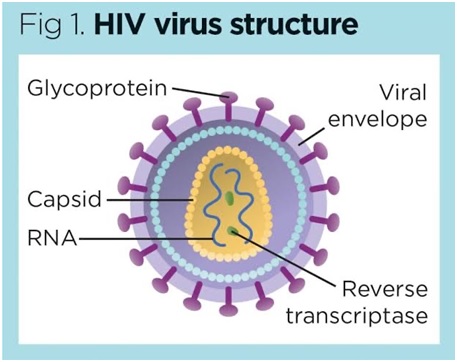 Fig 1. HIV virus structure
Glycoprotein
Viral
envelope
Capsid
RNA
Reverse
transcriptase